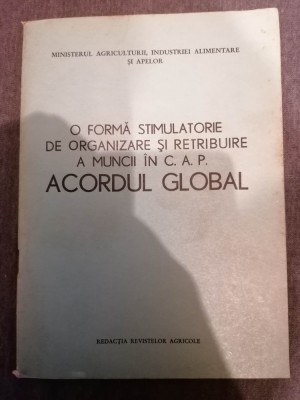 MINISTERUL AGRICULTURII, INDUSTRIEI ALIMENTARE
ȘI APELOR
O FORMĂ STIMULATORIE
DE ORGANIZARE ȘI RETRIBUIRE
A MUNCII ÎN C. A. P.
ACORDUL GLOBAL
REDACȚIA REVISTELOR AGRICOLE